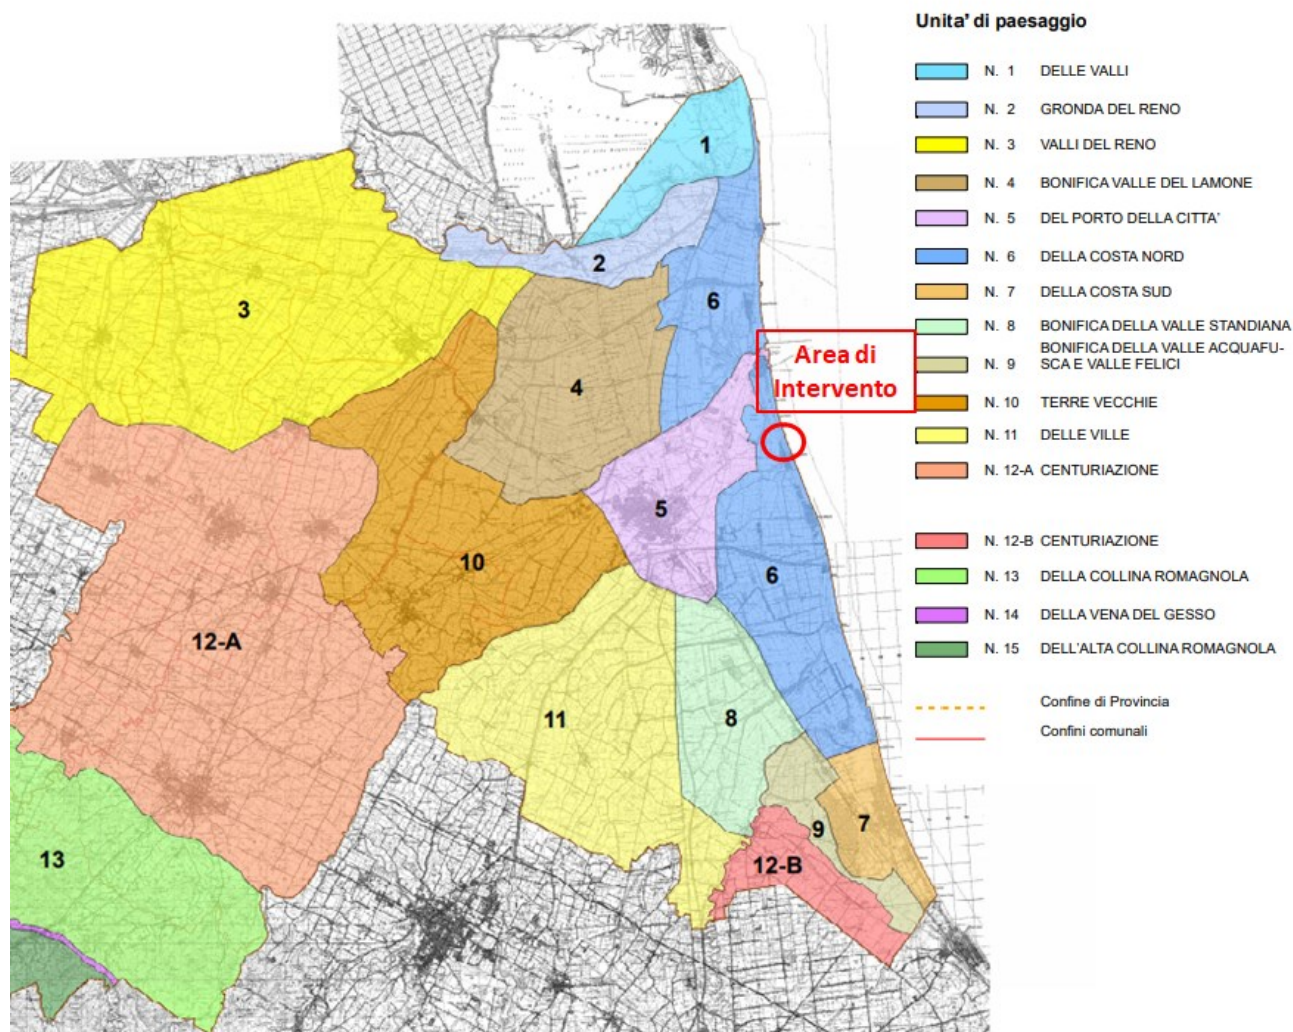 Unita' di paesaggio
N. 1 DELLE VALLI
N. 2 GRONDA DEL RENO
N. 3 VALLI DEL RENO
N. 4 BONIFICA VALLE DEL LAMONE
N. 5 DEL PORTO DELLA CITTA'
N. 6 DELLA COSTA NORD
N. 7 DELLA COSTA SUD
N. 8 BONIFICA DELLA VALLE STANDIANA
BONIFICA DELLA VALLE ACQUAFU-
N. 9 SCA E VALLE FELICI
N. 10 TERRE VECCHIE
N. 11 DELLE VILLE
N. 12-A CENTURIAZIONE
N. 12-B CENTURIAZIONE
N. 13 DELLA COLLINA ROMAGNOLA
N. 14 DELLA VENA DEL GESSO
N. 15 DELL'ALTA COLLINA ROMAGNOLA
Confine di Provincia
Confini comunali
1
2
3
6
Area di
Intervento
4
5
10
6
12-A
11
8
7
9
13
12-B